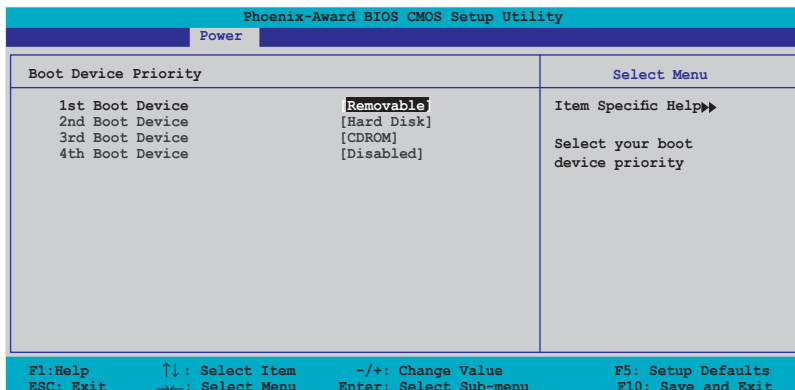 Phoenix-Award BIOS CMOS Setup Utility
Power
Boot Device Priority
Select Menu
1st Boot Device [Removable]
2nd Boot Device [Hard Disk]
3rd Boot Device [CDROM]
4th Boot Device [Disabled]
Item Specific Help
Select your boot
device priority
F1:Help ↑↓: Select Item -/+: Change Value F5: Setup Defaults
ESC: Exit →←: Select Menu Enter: Select Sub-menu F10: Save and Exit